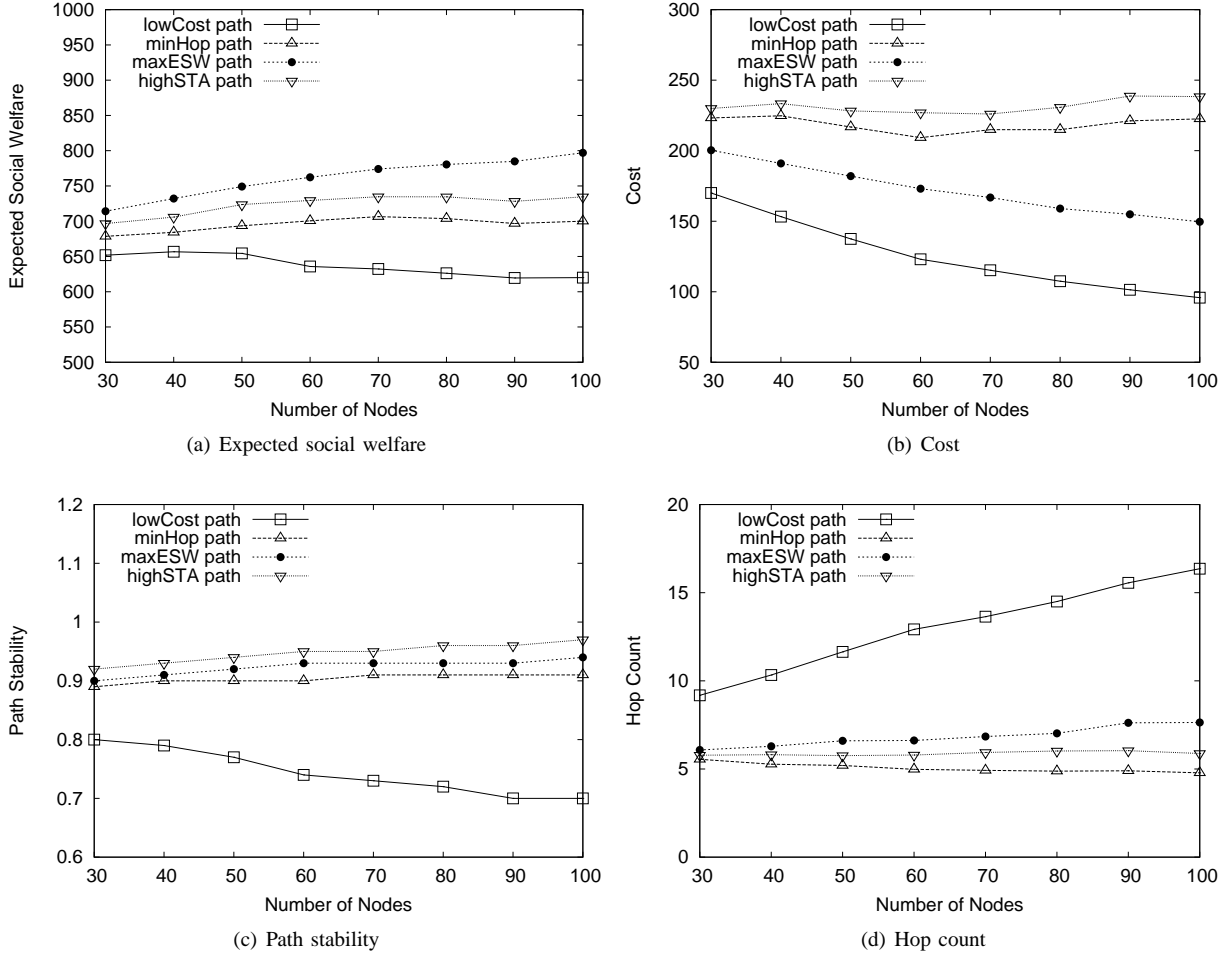 1000
950
900
850
800
750
700
650
600
550
500
30 40 50 60 70 80 90 100
Expected Social Welfare
Number of Nodes
lowCost path
minHop path
maxESW path
highSTA path
(a) Expected social welfare
300
250
200
150
100
50
30 40 50 60 70 80 90 100
Cost
Number of Nodes
lowCost path
minHop path
maxESW path
highSTA path
(b) Cost
1.2
1.1
1
0.9
0.8
0.7
0.6
30 40 50 60 70 80 90 100
Path Stability
Number of Nodes
lowCost path
minHop path
maxESW path
highSTA path
(c) Path stability
20
15
10
5
0
30 40 50 60 70 80 90 100
Hop Count
Number of Nodes
lowCost path
minHop path
maxESW path
highSTA path
(d) Hop count